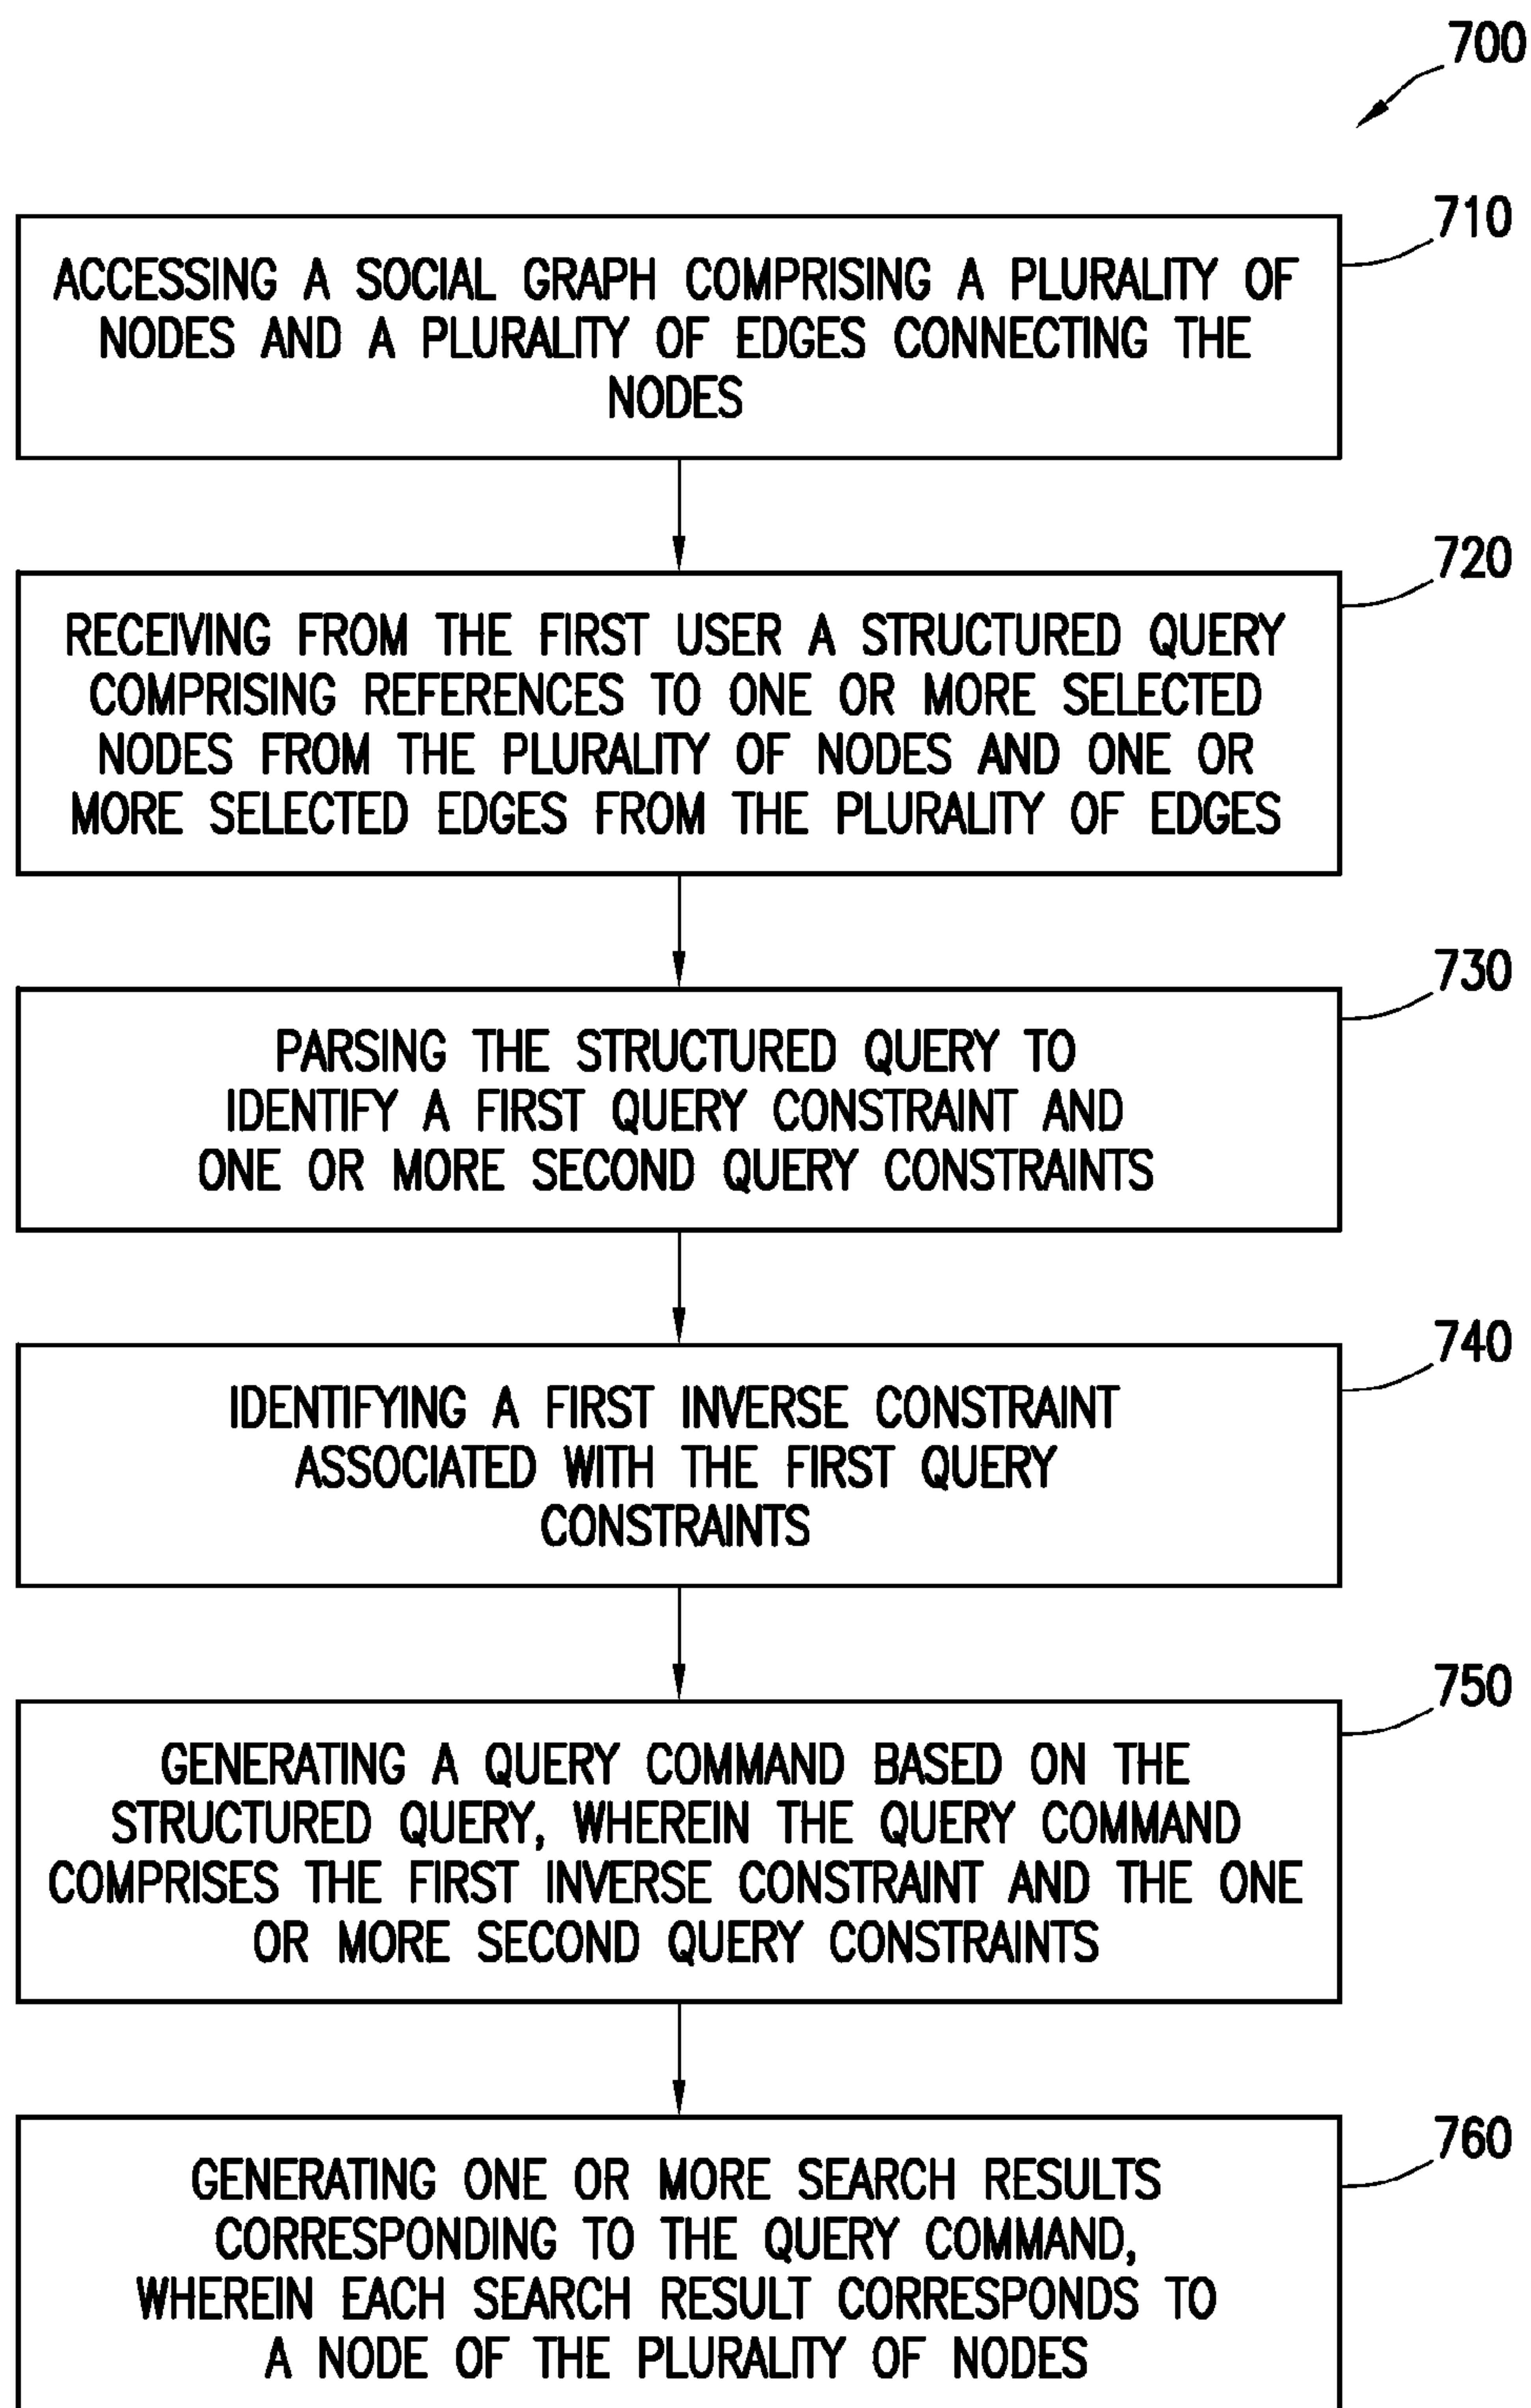 700
710
ACCESSING A SOCIAL GRAPH COMPRISING A PLURALITY OF
NODES AND A PLURALITY OF EDGES CONNECTING THE
NODES
720
RECEIVING FROM THE FIRST USER A STRUCTURED QUERY
COMPRISING REFERENCES TO ONE OR MORE SELECTED
NODES FROM THE PLURALITY OF NODES AND ONE OR
MORE SELECTED EDGES FROM THE PLURALITY OF EDGES
730
PARSING THE STRUCTURED QUERY TO
IDENTIFY A FIRST QUERY CONSTRAINT AND
ONE OR MORE SECOND QUERY CONSTRAINTS
740
IDENTIFYING A FIRST INVERSE CONSTRAINT
ASSOCIATED WITH THE FIRST QUERY
CONSTRAINTS
750
GENERATING A QUERY COMMAND BASED ON THE
STRUCTURED QUERY, WHEREIN THE QUERY COMMAND
COMPRISES THE FIRST INVERSE CONSTRAINT AND THE ONE
OR MORE SECOND QUERY CONSTRAINTS
760
GENERATING ONE OR MORE SEARCH RESULTS
CORRESPONDING TO THE QUERY COMMAND,
WHEREIN EACH SEARCH RESULT CORRESPONDS TO
A NODE OF THE PLURALITY OF NODES